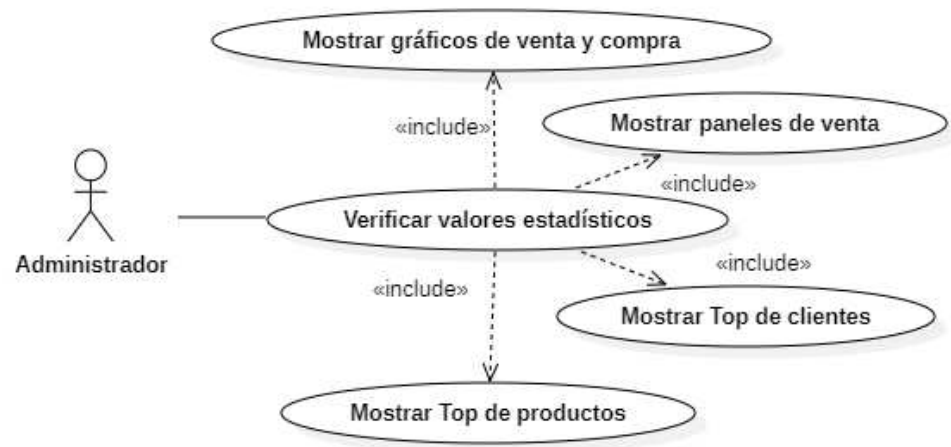 Mostrar gráficos de venta y compra
«include»
Mostrar paneles de venta
«include»
Verificar valores estadísticos
Administrador
«include»
«include»
Mostrar Top de clientes
Mostrar Top de productos